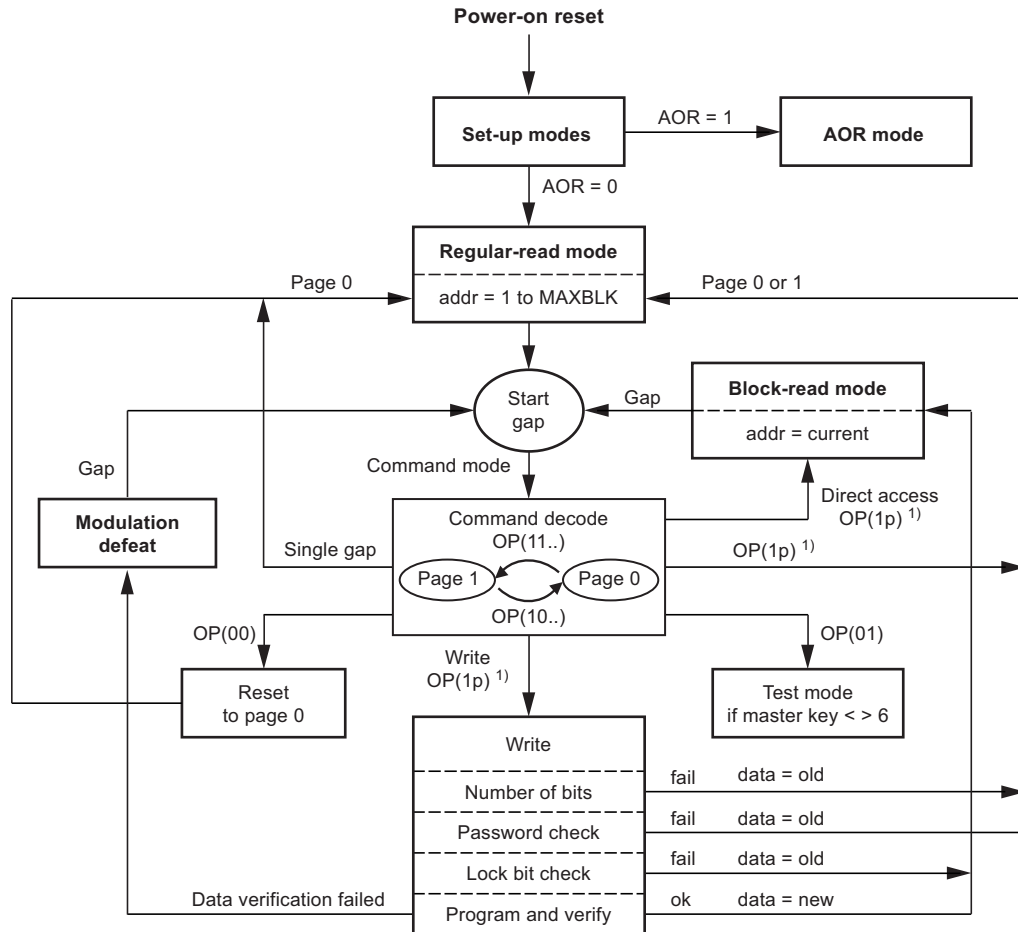 Power-on reset
Set-up modes
AOR = 1
AOR mode
AOR = 0
Regular-read mode
Page 0
addr = 1 to MAXBLK
Page 0 or 1
Start
gap
Gap
Block-read mode
addr = current
Gap
Command mode
Modulation
defeat
Command decode
OP(11..)
Direct access
OP(1p) 1)
Single gap
Page 1
Page 0
OP(1p) 1)
OP(10..)
OP(00)
OP(01)
Reset
to page 0
Write
OP(1p) 1)
Test mode
if master key < > 6
Write
Number of bits
fail data = old
Password check
fail data = old
Lock bit check
fail data = old
Data verification failed
Program and verify
ok data = new